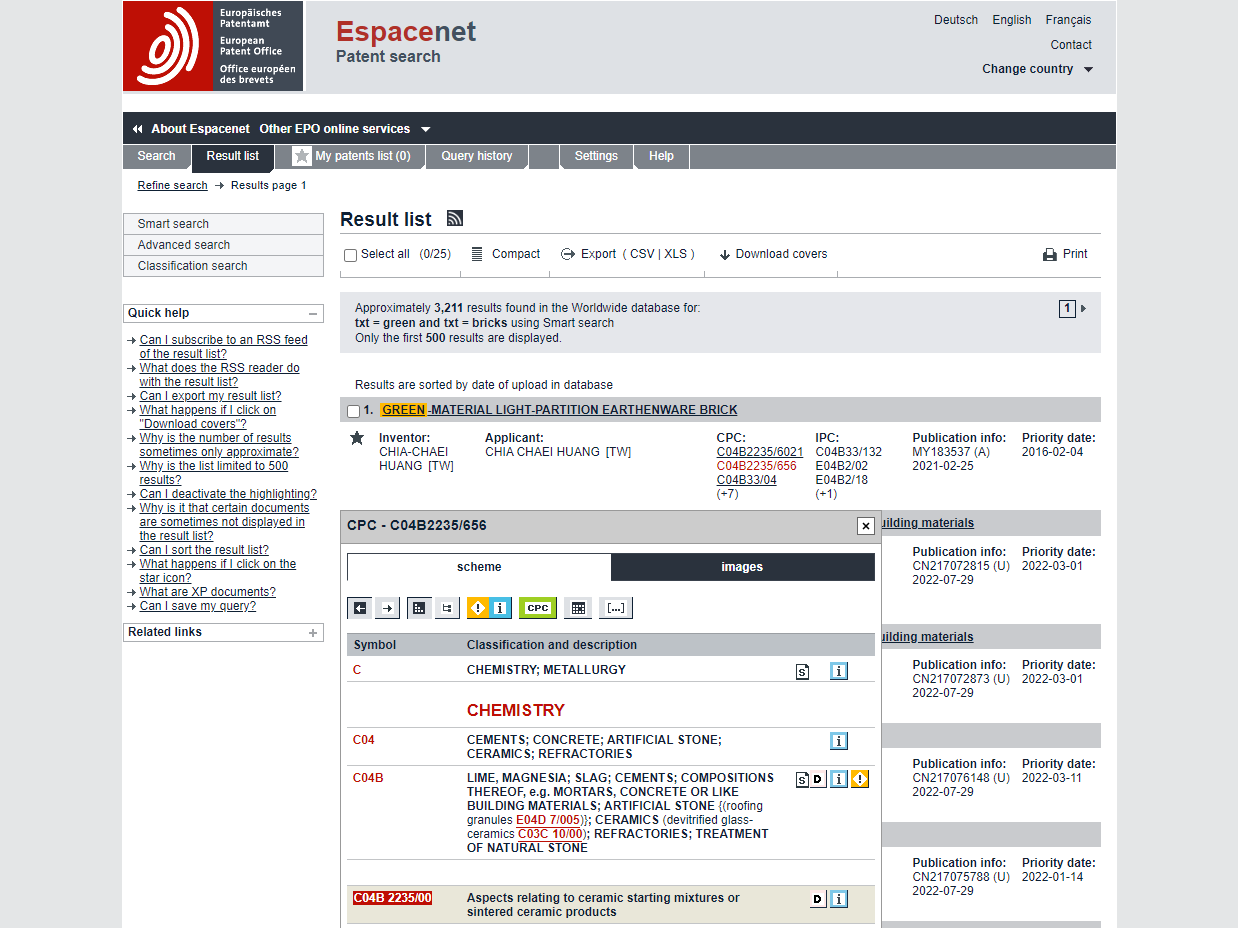 Europäisches
Patentamt
European
Patent Office
Office européen
des brevets
Espacenet
Patent search
Deutsch English Français
Contact
Change country
About Espacenet Other EPO online services
Search Result list My patents list (0) Query history Settings Help
Refine search → Results page 1
Smart search
Advanced search
Classification search
Quick help
→ Can I subscribe to an RSS feed
of the result list?
→ What does the RSS reader do
with the result list?
→ Can I export my result list?
→ What happens if I click on
"Download covers"?
→ Why is the number of results
sometimes only approximate?
→ Why is the list limited to 500
results?
→ Can I deactivate the highlighting?
→ Why is it that certain documents
are sometimes not displayed in
the result list?
→ Can I sort the result list?
→ What happens if I click on the
star icon?
→ What are XP documents?
→ Can I save my query?
Related links
Result list
Select all (0/25) Compact Export ( CSV | XLS ) Download covers Print
Approximately 3,211 results found in the Worldwide database for:
txt = green and txt = bricks using Smart search
Only the first 500 results are displayed.
1
Results are sorted by date of upload in database
1. GREEN-MATERIAL LIGHT-PARTITION EARTHENWARE BRICK
Inventor: Applicant: CPC: IPC: Publication info: Priority date:
CHIA-CHAEI CHIA CHAEI HUANG [TW] C04B2235/6021 C04B33/132 MY183537 (A) 2016-02-04
HUANG [TW] C04B2235/656 E04B2/02 2021-02-25
C04B33/04 E04B2/18
(+7) (+1)
uilding materials
Publication info: Priority date:
CN217072815 (U) 2022-03-01
2022-07-29
uilding materials
Publication info: Priority date:
CN217072873 (U) 2022-03-01
2022-07-29
Publication info: Priority date:
CN217076148 (U) 2022-03-11
2022-07-29
Publication info: Priority date:
CN217075788 (U) 2022-01-14
2022-07-29
CPC - C04B2235/656
scheme images
! i CPC [...]
Symbol Classification and description
C CHEMISTRY; METALLURGY S i
CHEMISTRY
C04 CEMENTS; CONCRETE; ARTIFICIAL STONE; i
CERAMICS; REFRACTORIES
C04B LIME, MAGNESIA; SLAG; CEMENTS; COMPOSITIONS S D i !
THEREOF, e.g. MORTARS, CONCRETE OR LIKE
BUILDING MATERIALS; ARTIFICIAL STONE {(roofing
granules E04D 7/005)}; CERAMICS (devitrified glass-
ceramics C03C 10/00); REFRACTORIES; TREATMENT
OF NATURAL STONE
C04B 2235/00 Aspects relating to ceramic starting mixtures or D i
sintered ceramic products